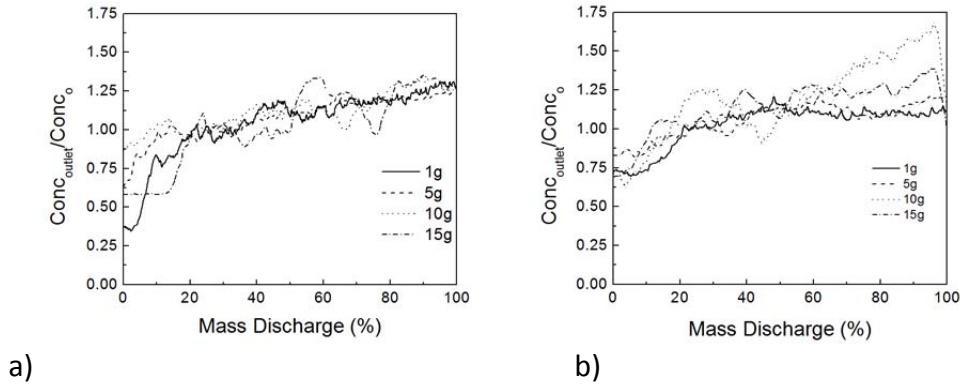 1.75
1.50
1.25
1.00
0.75
0.50
0.25
0.00
Conc_outlet/Conc_o
1g
5g
10g
15g
0 20 40 60 80 100
Mass Discharge (%)
a)
1.75
1.50
1.25
1.00
0.75
0.50
0.25
0.00
Conc_outlet/Conc_o
1g
5g
10g
15g
0 20 40 60 80 100
Mass Discharge (%)
b)